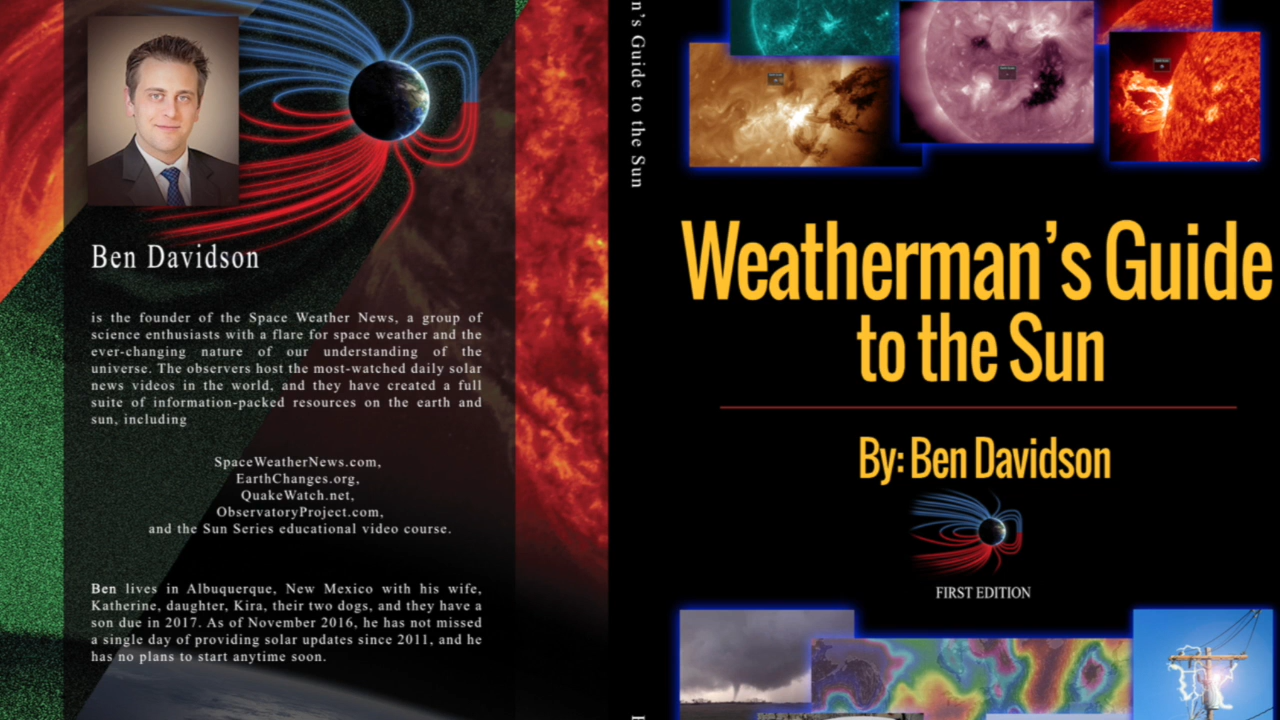 Ben Davidson
is the founder of the Space Weather News, a group of
science enthusiasts with a flare for space weather and the
ever-changing nature of our understanding of the
universe. The observers host the most-watched daily solar
news videos in the world, and they have created a full
suite of information-packed resources on the earth and
sun, including
SpaceWeatherNews.com,
EarthChanges.org,
QuakeWatch.net,
ObservatoryProject.com,
and the Sun Series educational video course.
Ben lives in Albuquerque, New Mexico with his wife,
Katherine, daughter, Kira, their two dogs, and they have a
son due in 2017. As of November 2016, he has not missed
a single day of providing solar updates since 2011, and he
has no plans to start anytime soon.
n's Guide to the Sun
Weatherman's Guide
to the Sun
By: Ben Davidson
FIRST EDITION